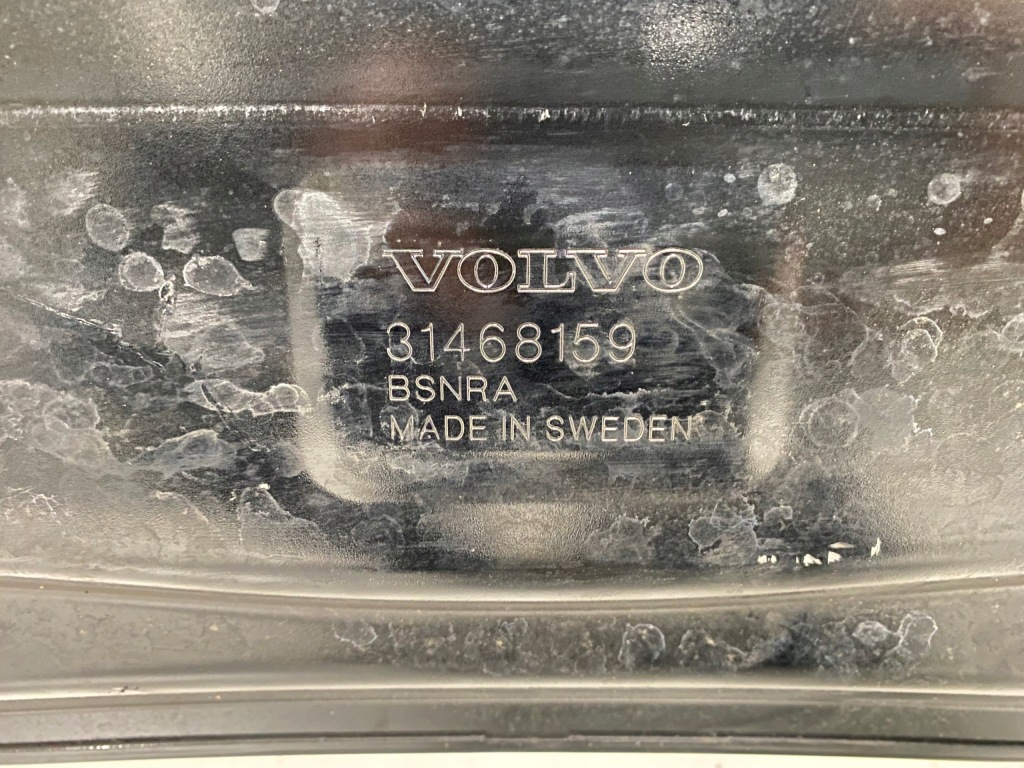 VOLVO
31468159
BSNRA
MADE IN SWEDEN